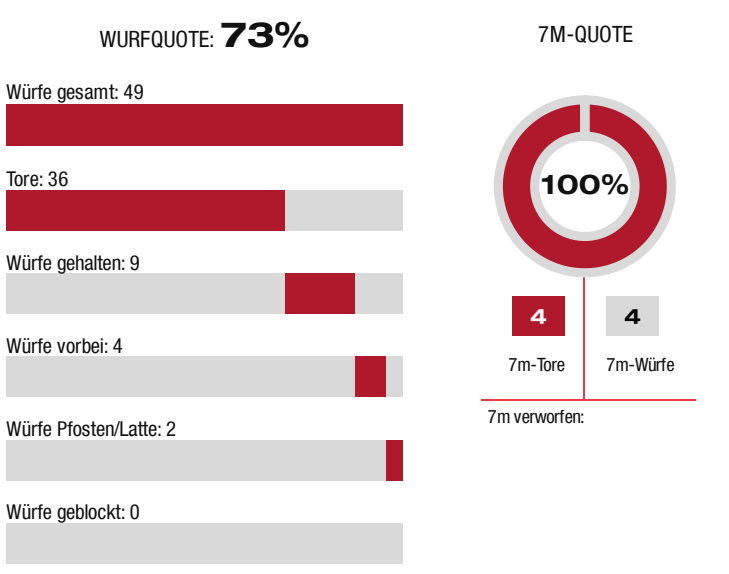 WURFQUOTE: 73%
Würfe gesamt: 49
Tore: 36
Würfe gehalten: 9
Würfe vorbei: 4
Würfe Pfosten/Latte: 2
Würfe geblockt: 0
7M-QUOTE
100%
4 4
7m-Tore 7m-Würfe
7m verworfen: